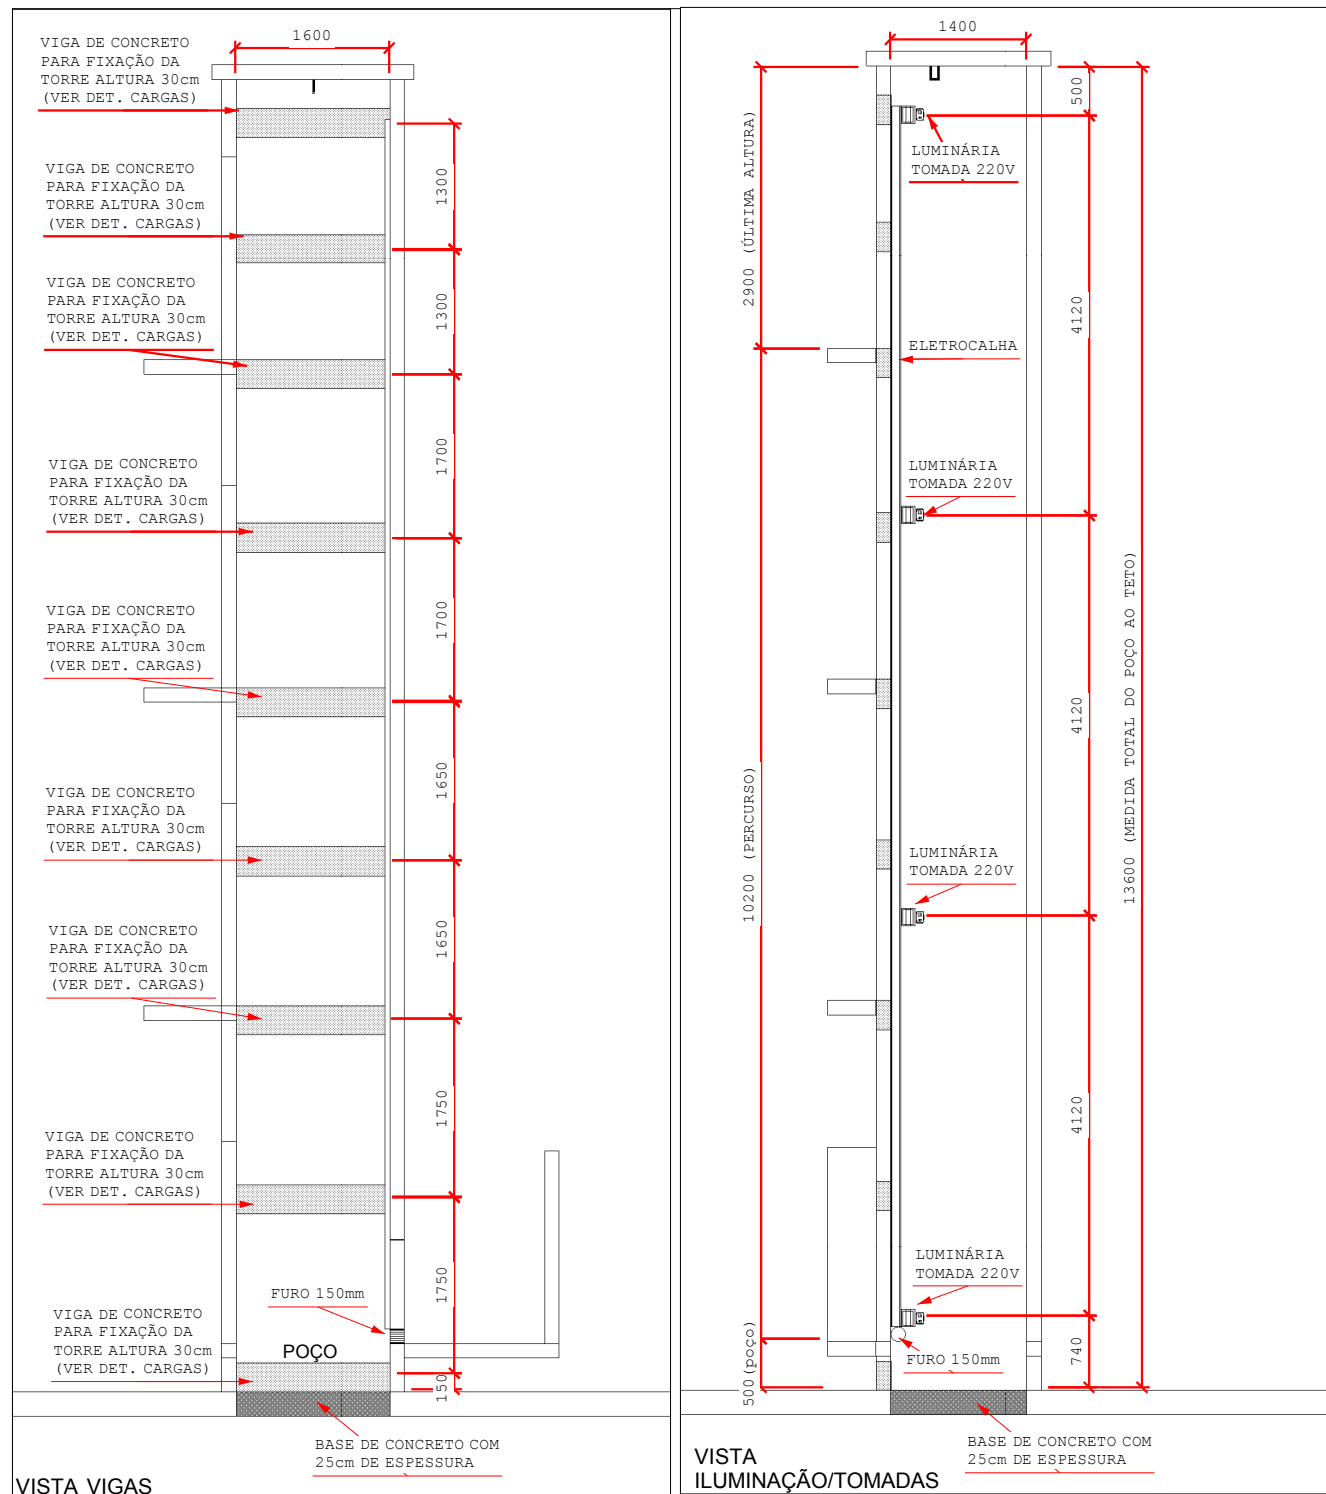 1600
VIGA DE CONCRETO
PARA FIXAÇÃO DA
TORRE ALTURA 30cm
(VER DET. CARGAS)
VIGA DE CONCRETO
PARA FIXAÇÃO DA
TORRE ALTURA 30cm
(VER DET. CARGAS)
VIGA DE CONCRETO
PARA FIXAÇÃO DA
TORRE ALTURA 30cm
(VER DET. CARGAS)
VIGA DE CONCRETO
PARA FIXAÇÃO DA
TORRE ALTURA 30cm
(VER DET. CARGAS)
VIGA DE CONCRETO
PARA FIXAÇÃO DA
TORRE ALTURA 30cm
(VER DET. CARGAS)
VIGA DE CONCRETO
PARA FIXAÇÃO DA
TORRE ALTURA 30cm
(VER DET. CARGAS)
VIGA DE CONCRETO
PARA FIXAÇÃO DA
TORRE ALTURA 30cm
(VER DET. CARGAS)
VIGA DE CONCRETO
PARA FIXAÇÃO DA
TORRE ALTURA 30cm
(VER DET. CARGAS)
VIGA DE CONCRETO
PARA FIXAÇÃO DA
TORRE ALTURA 30cm
(VER DET. CARGAS)
1300
1300
1700
1700
1650
1650
1750
1750
150
FURO 150mm
POÇO
BASE DE CONCRETO COM
25cm DE ESPESSURA
VISTA VIGAS
1400
500
2900 (ÚLTIMA ALTURA)
LUMINÁRIA
TOMADA 220V
4120
ELETROCALHA
LUMINÁRIA
TOMADA 220V
4120
13600 (MEDIDA TOTAL DO POÇO AO TETO)
10200 (PERCURSO)
LUMINÁRIA
TOMADA 220V
4120
LUMINÁRIA
TOMADA 220V
740
500(poço)
FURO 150mm
BASE DE CONCRETO COM
25cm DE ESPESSURA
VISTA
ILUMINAÇÃO/TOMADAS